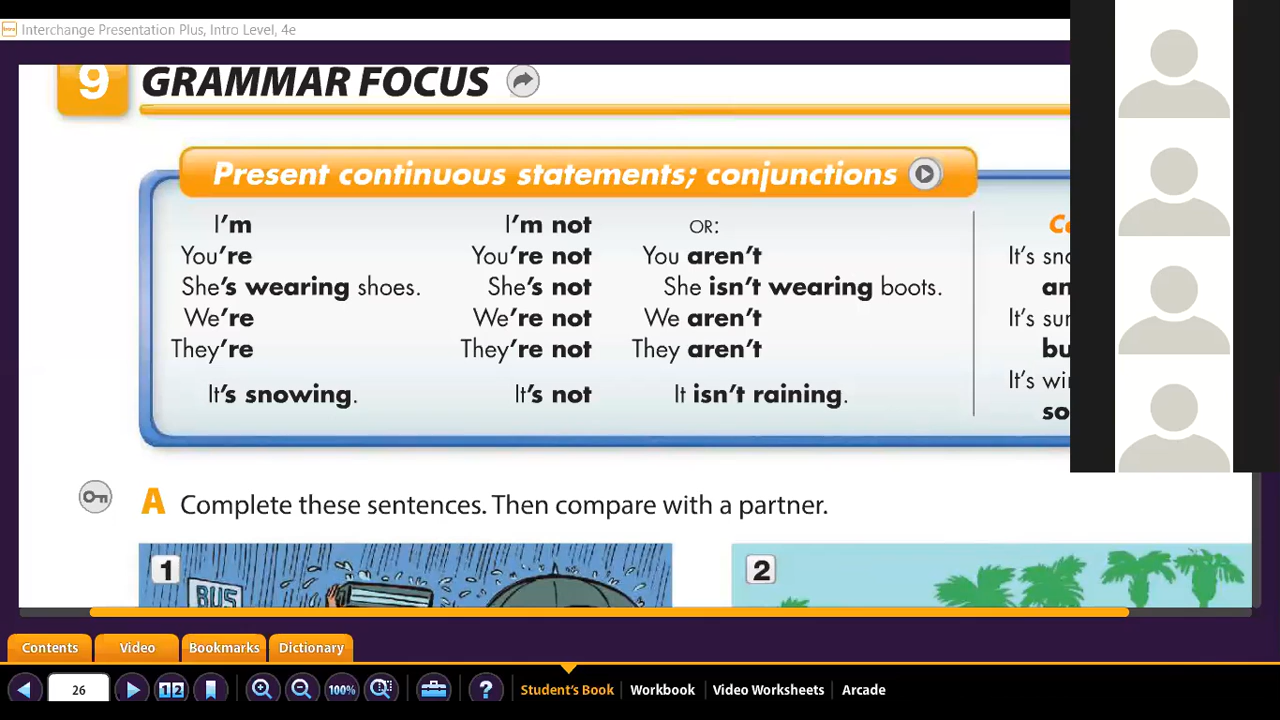 Interchange Presentation Plus, Intro Level, 4e
9 GRAMMAR FOCUS
Present continuous statements; conjunctions
I'm I'm not OR:
You're You're not You aren't
She's wearing shoes. She's not She isn't wearing boots.
We're We're not We aren't
They're They're not They aren't
It's snowing. It's not It isn't raining.
It's
It's
It's
so
A Complete these sentences. Then compare with a partner.
1
BUS
2
Contents Video Bookmarks Dictionary
26 12 100% ? Student's Book Workbook Video Worksheets Arcade